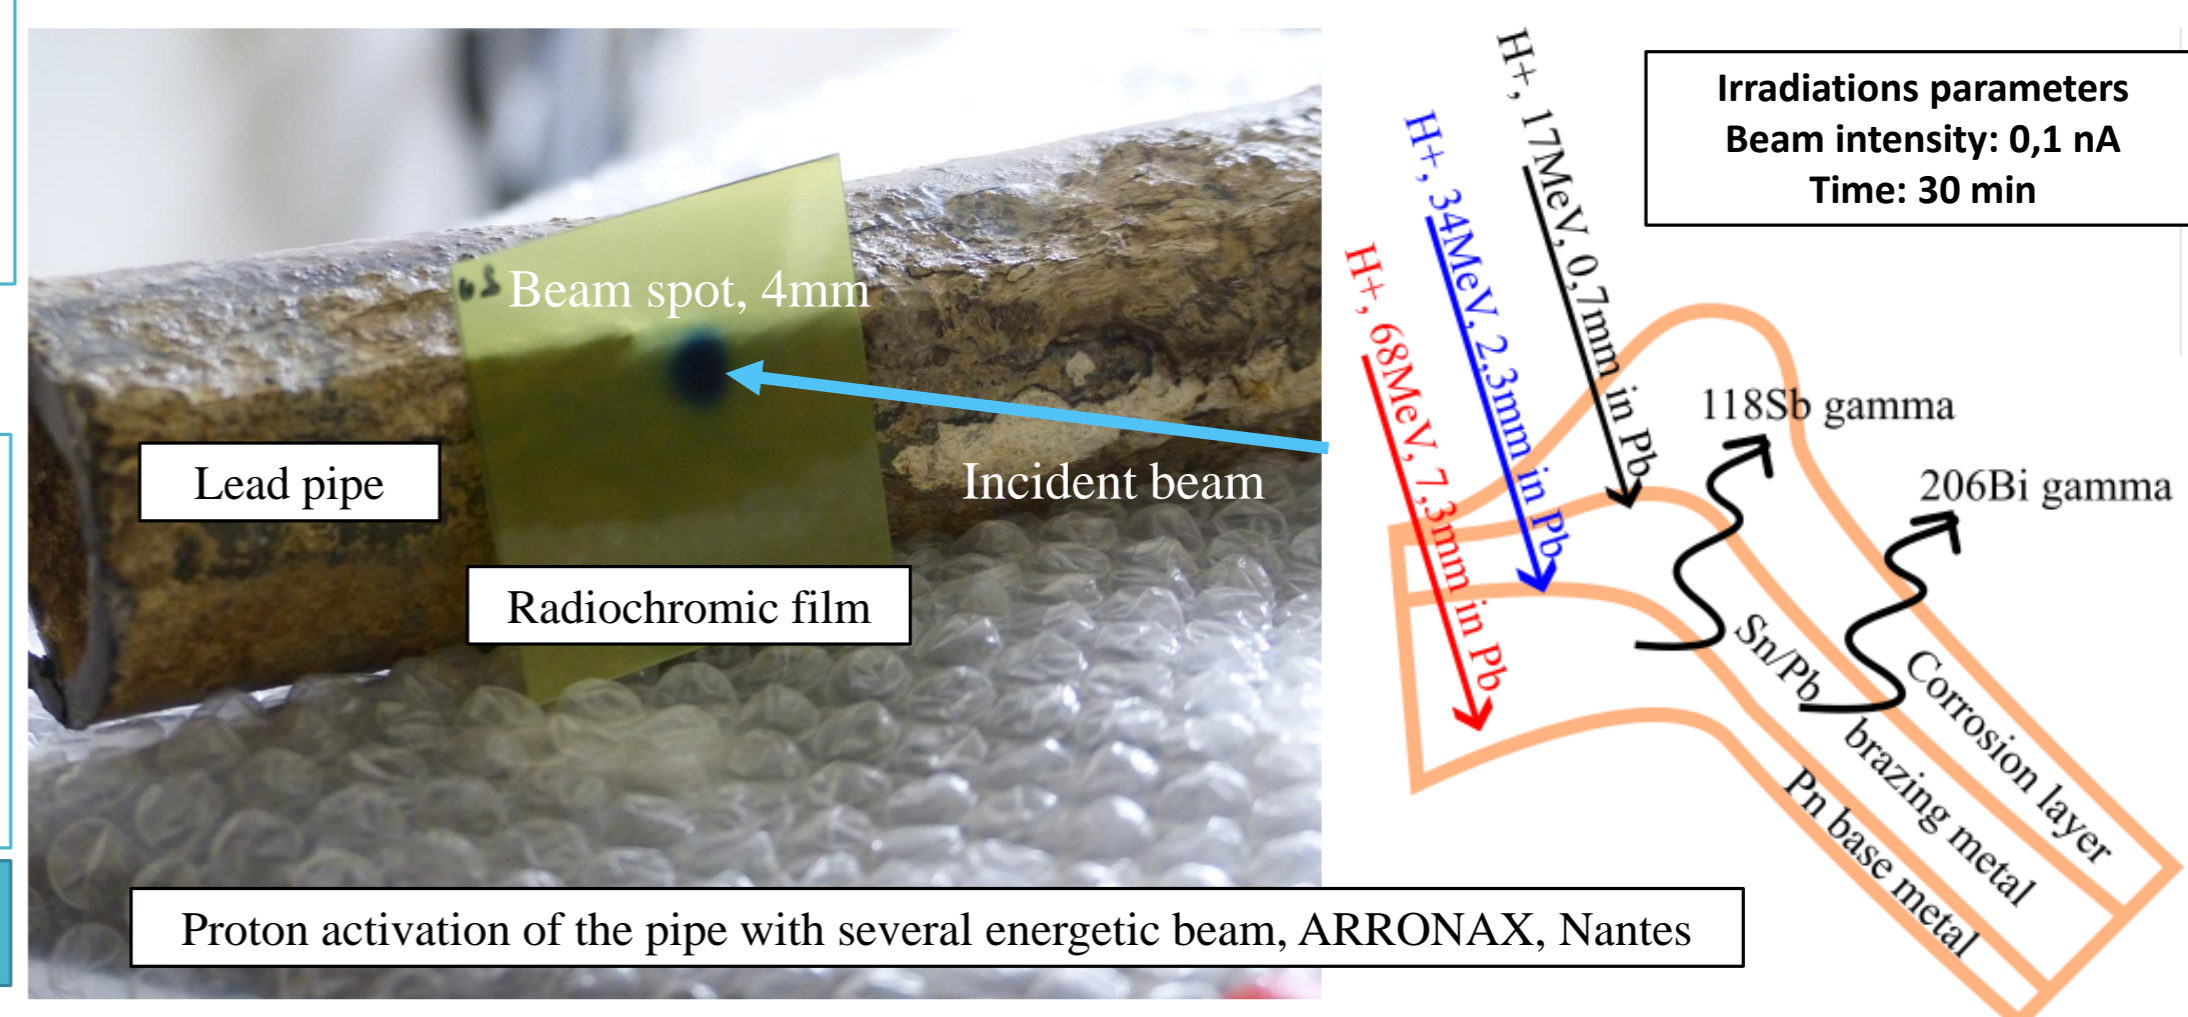 Irradiations parameters
Beam intensity: 0,1 nA
Time: 30 min
H+, 17MeV, 0,7mm in Pb
H+, 34MeV, 2,3mm in Pb
H+, 68MeV, 7,3mm in Pb
Beam spot, 4mm
Incident beam
Lead pipe
Radiochromic film
118Sb gamma
206Bi gamma
Corrosion layer
Sn/Pb brazing metal
Pn base metal
Proton activation of the pipe with several energetic beam, ARRONAX, Nantes